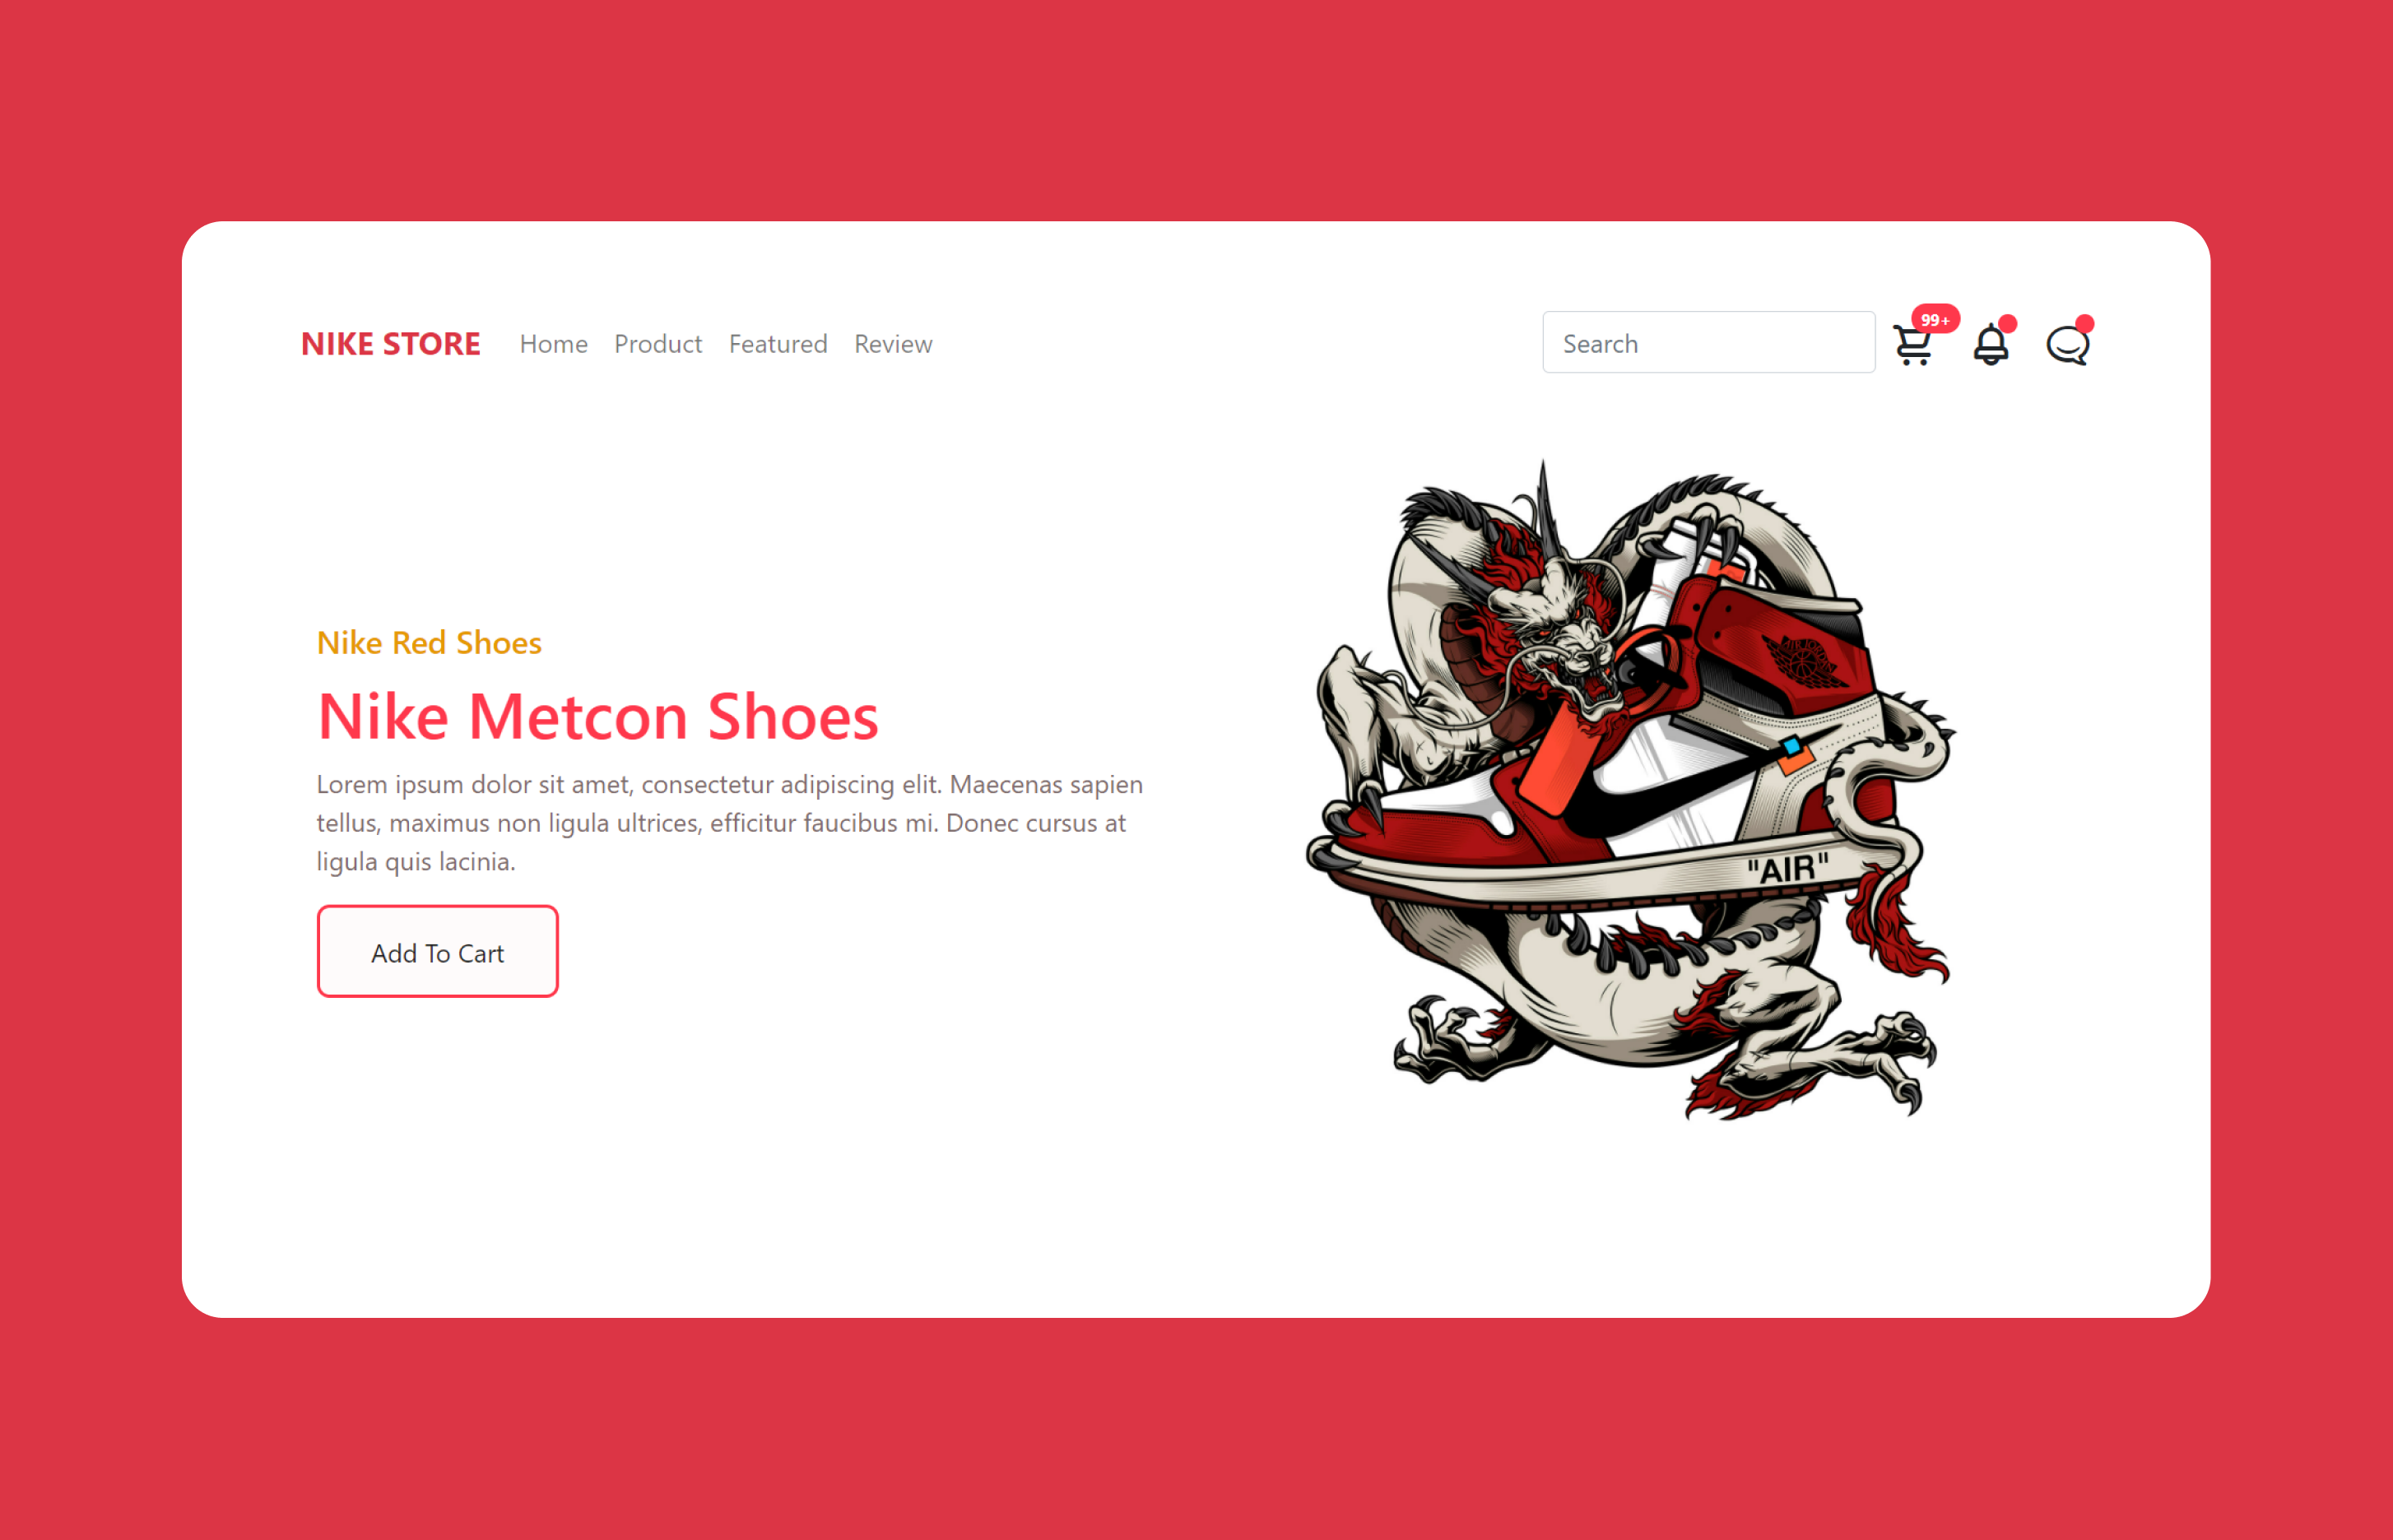 NIKE STORE Home Product Featured Review Search 99+
Nike Red Shoes
Nike Metcon Shoes
Lorem ipsum dolor sit amet, consectetur adipiscing elit. Maecenas sapien
tellus, maximus non ligula ultrices, efficitur faucibus mi. Donec cursus at
ligula quis lacinia.
Add To Cart
"AIR"